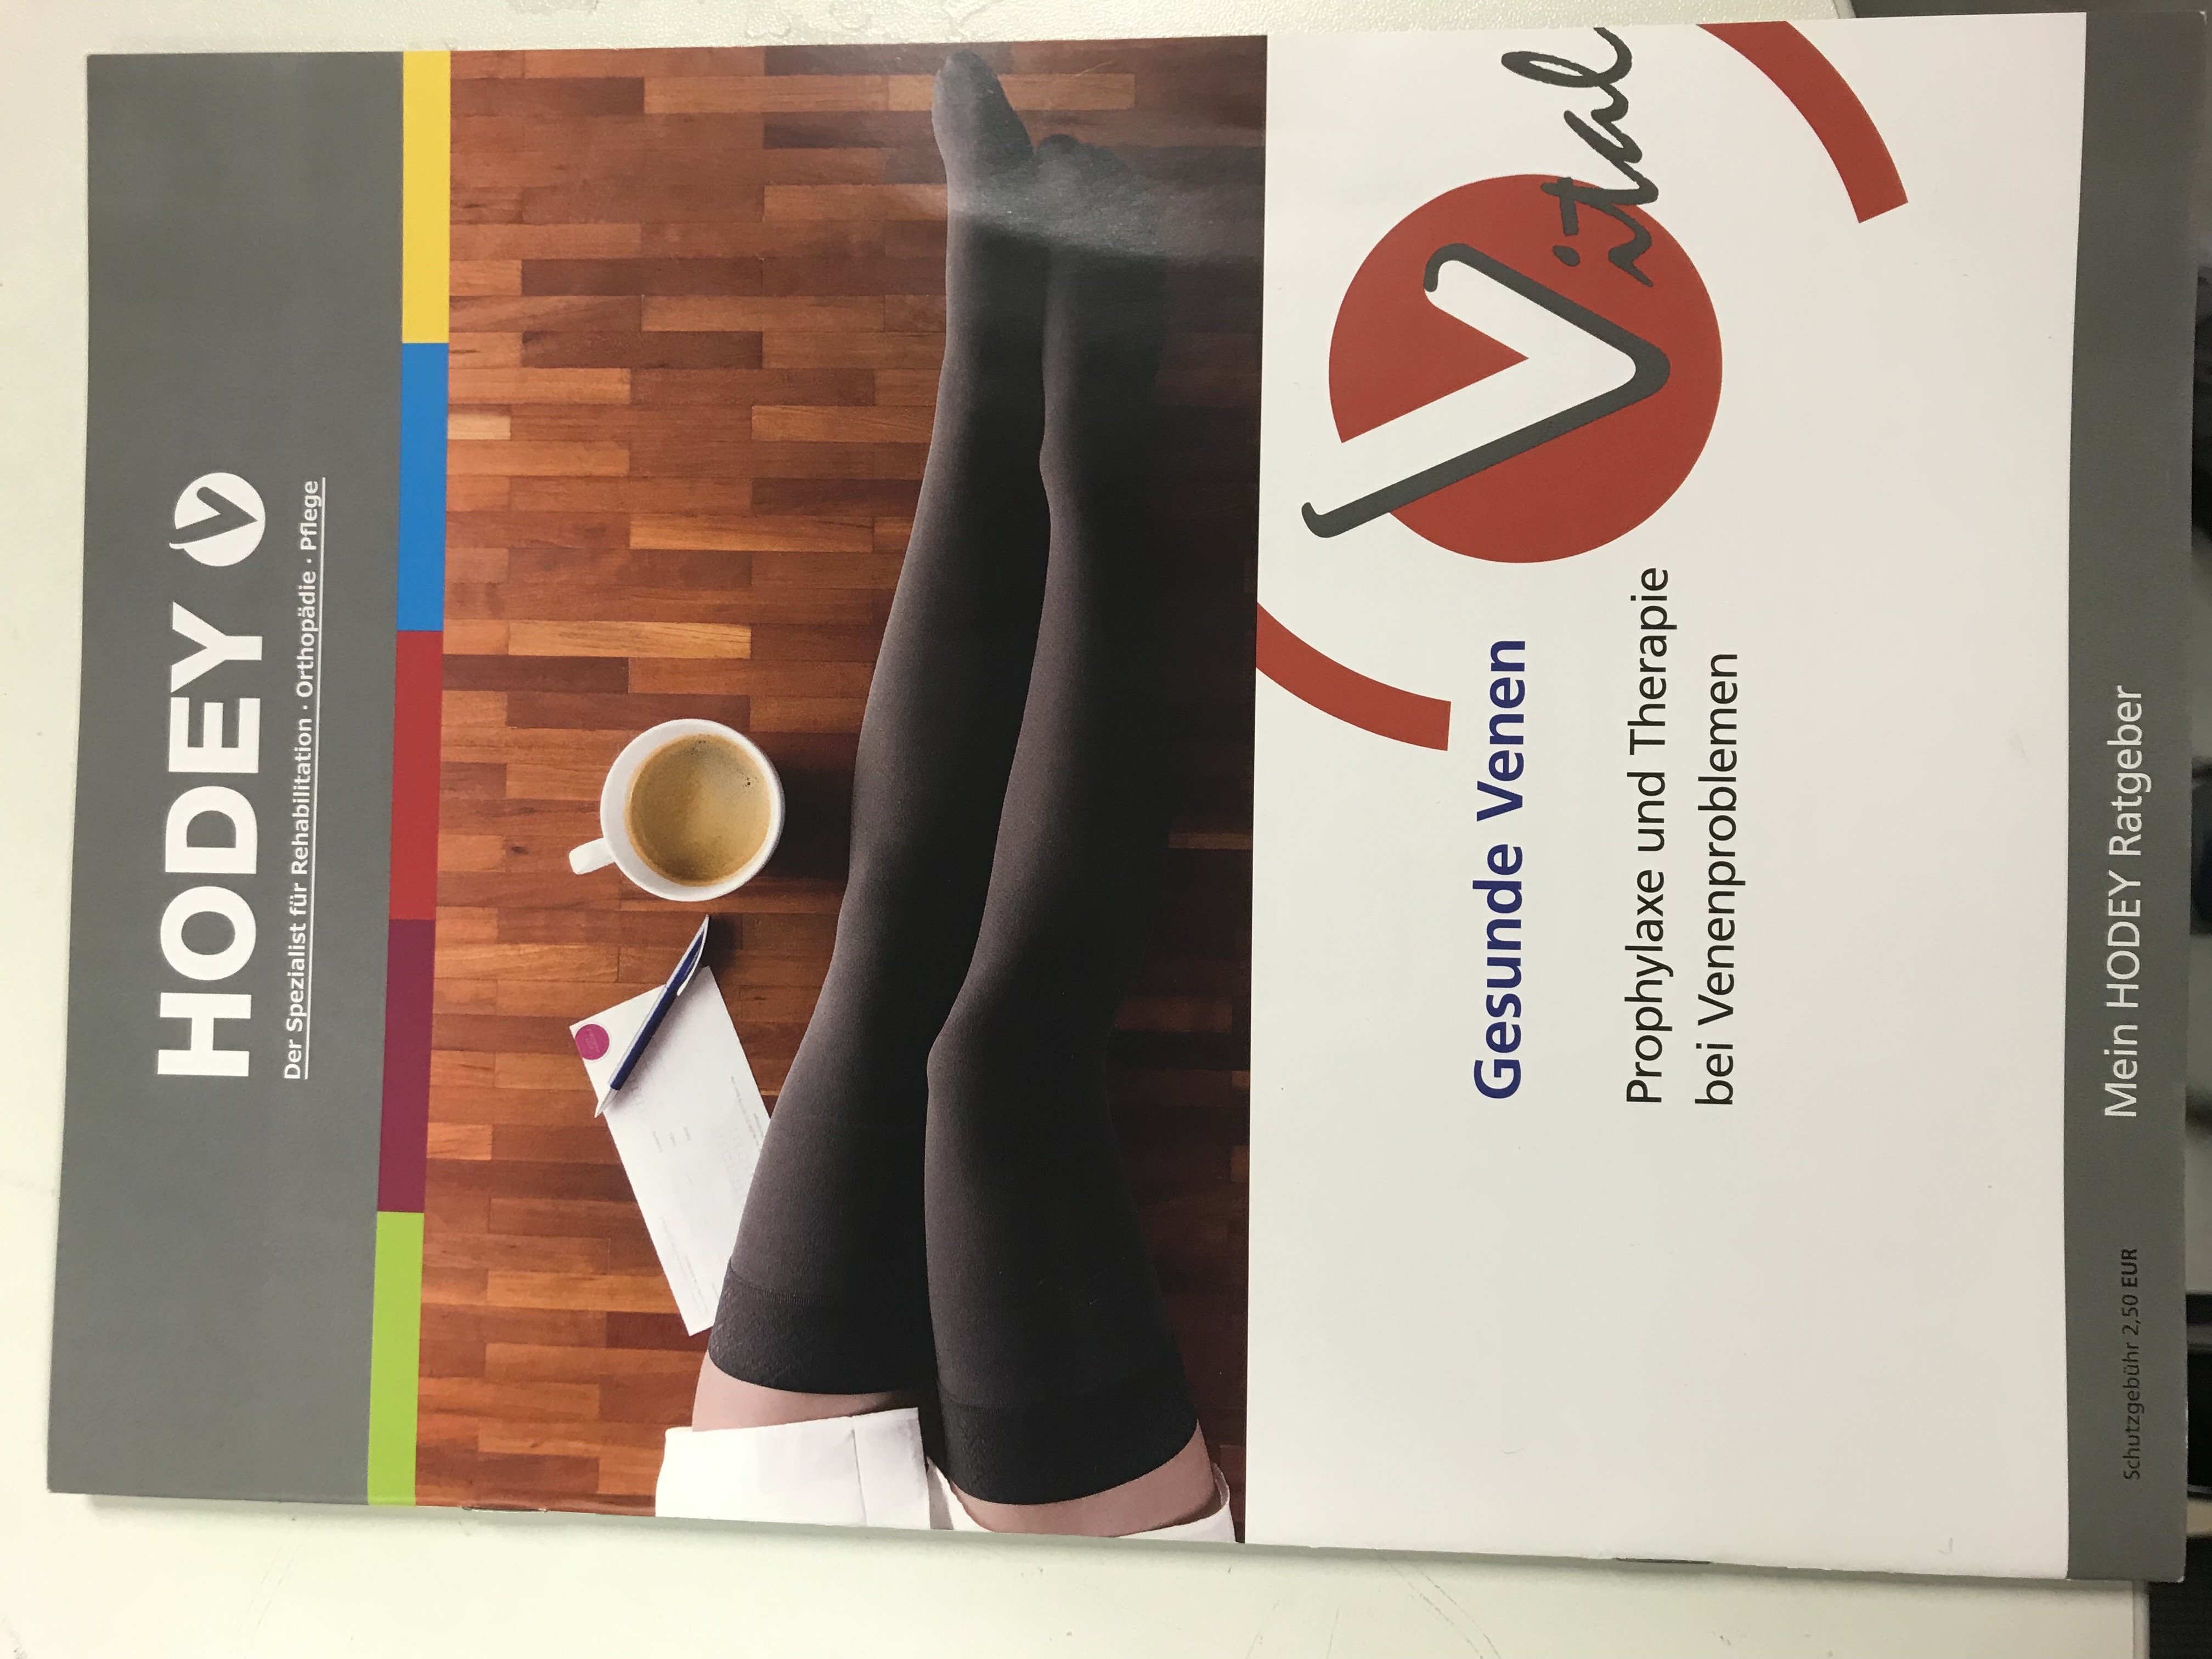 HODEY
Der Spezialist für Rehabilitation · Orthopädie · Pflege
Vital
Gesunde Venen
Prophylaxe und Therapie
bei Venenproblemen
Schutzgebühr 2,50 EUR
Mein HODEY Ratgeber